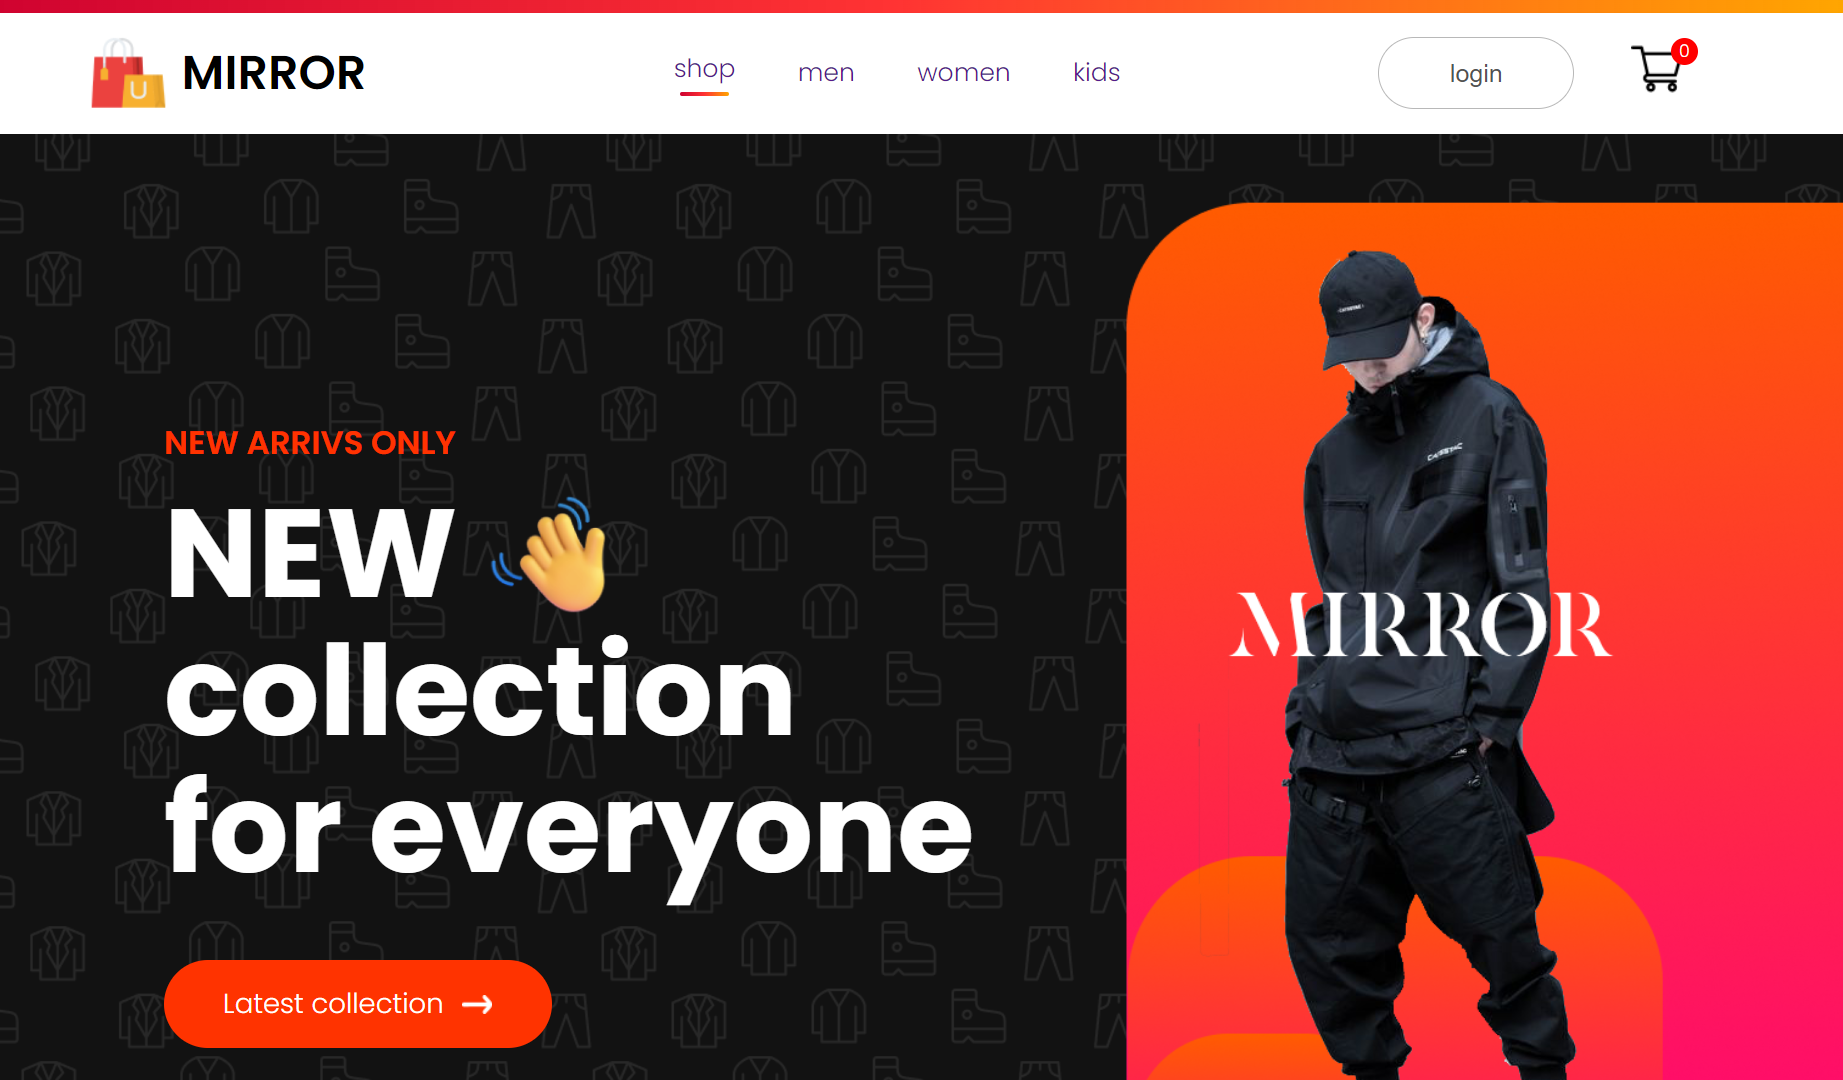 MIRROR
shop
men
women
kids
login
0
NEW ARRIVS ONLY
NEW
collection
for everyone
Latest collection
MIRROR
U